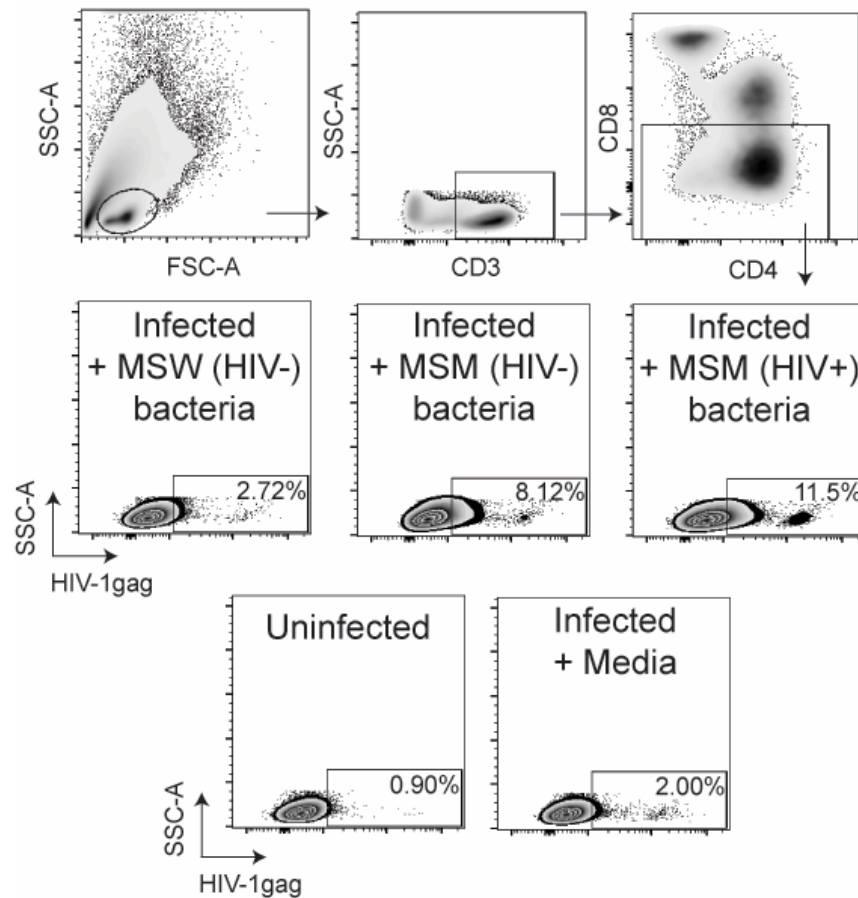 SSC-A
FSC-A
SSC-A
CD3
CD8
CD4
Infected
+ MSW (HIV-)
bacteria
2.72%
Infected
+ MSM (HIV-)
bacteria
8.12%
Infected
+ MSM (HIV+)
bacteria
11.5%
SSC-A
HIV-1gag
Uninfected
0.90%
Infected
+ Media
2.00%
SSC-A
HIV-1gag